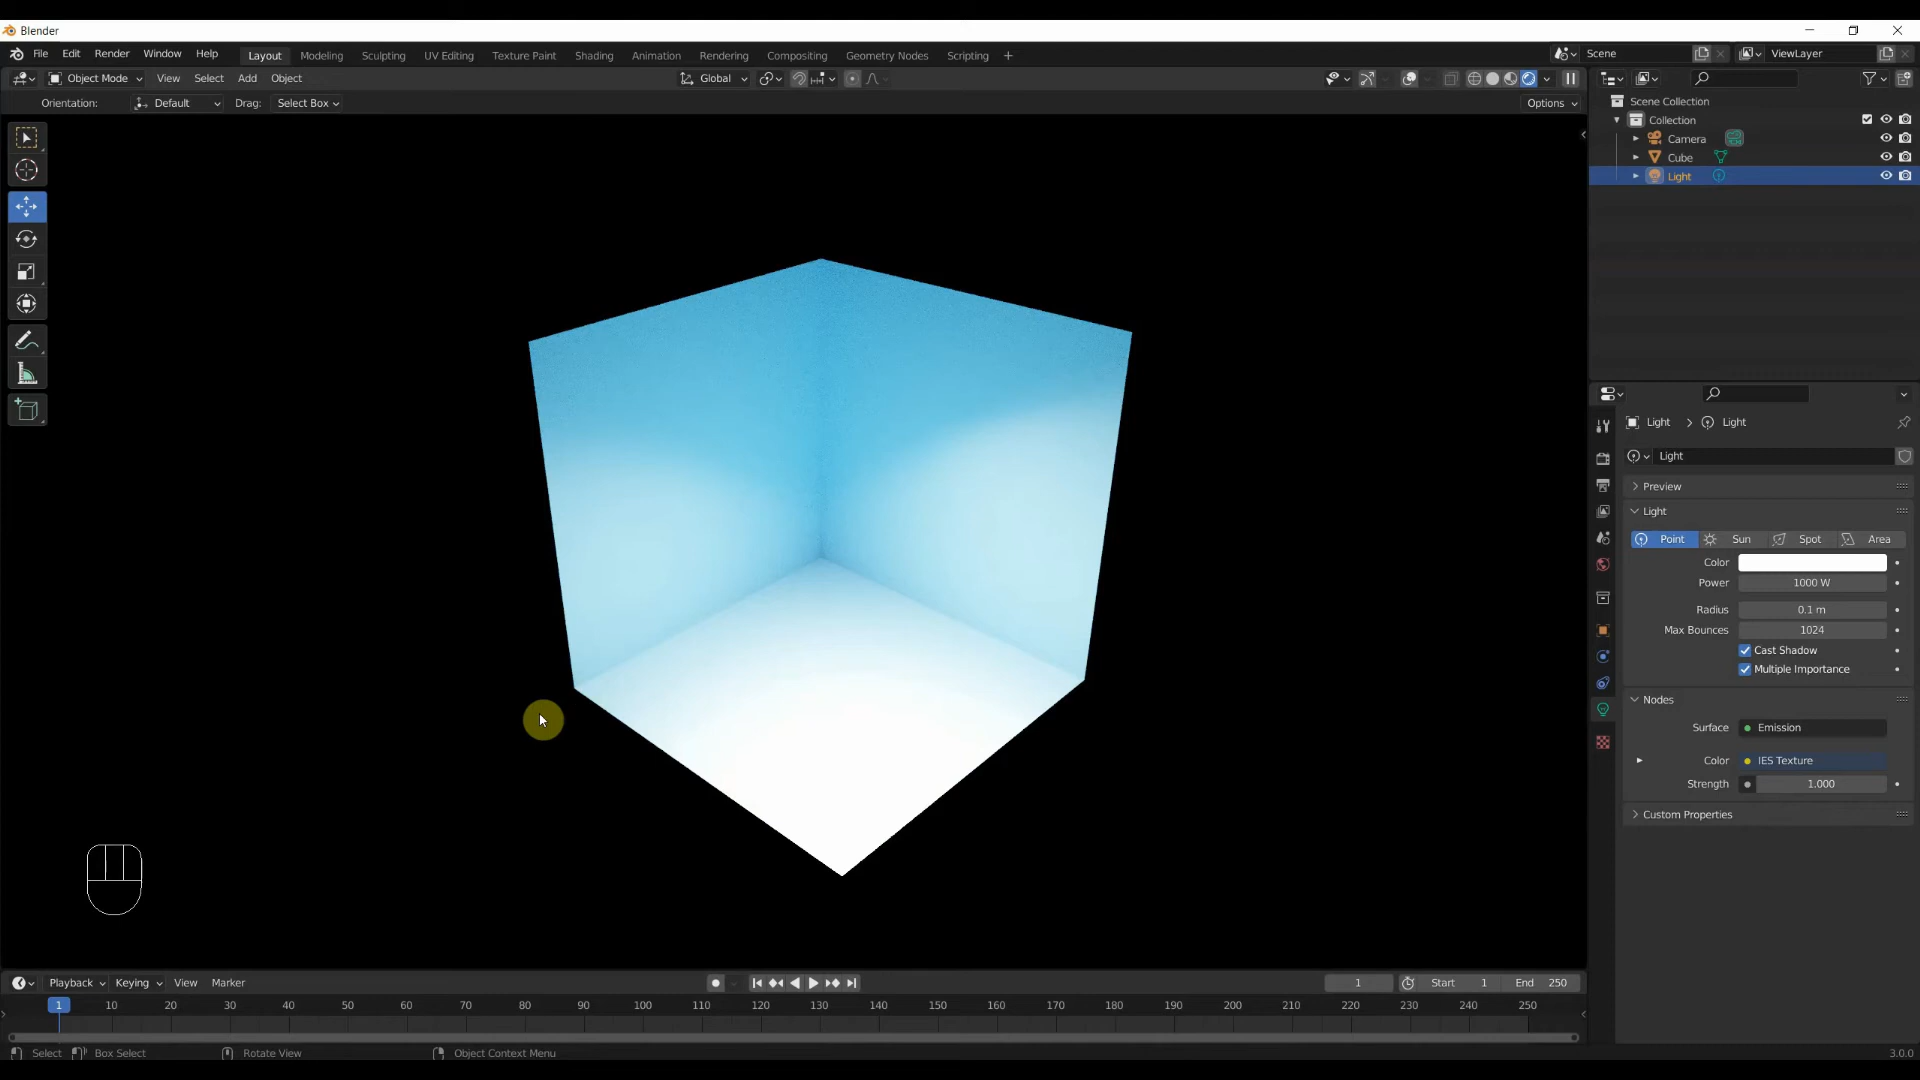 Blender
File Edit Render Window Help Layout Modeling Sculpting UV Editing Texture Paint Shading Animation Rendering Compositing Geometry Nodes Scripting + Scene ViewLayer
Object Mode View Select Add Object Global
Orientation: Default Drag: Select Box Options
Scene Collection
Collection
Camera
Cube
Light
Light > Light
Light
Preview
Light
Point Sun Spot Area
Color
Power 1000 W
Radius 0.1 m
Max Bounces 1024
Cast Shadow
Multiple Importance
Nodes
Surface Emission
Color IES Texture
Strength 1.000
Custom Properties
Playback Keying View Marker 1 Start 1 End 250
1 10 20 30 40 50 60 70 80 90 100 110 120 130 140 150 160 170 180 190 200 210 220 230 240 250
Select Box Select Rotate View Object Context Menu 3.0.0